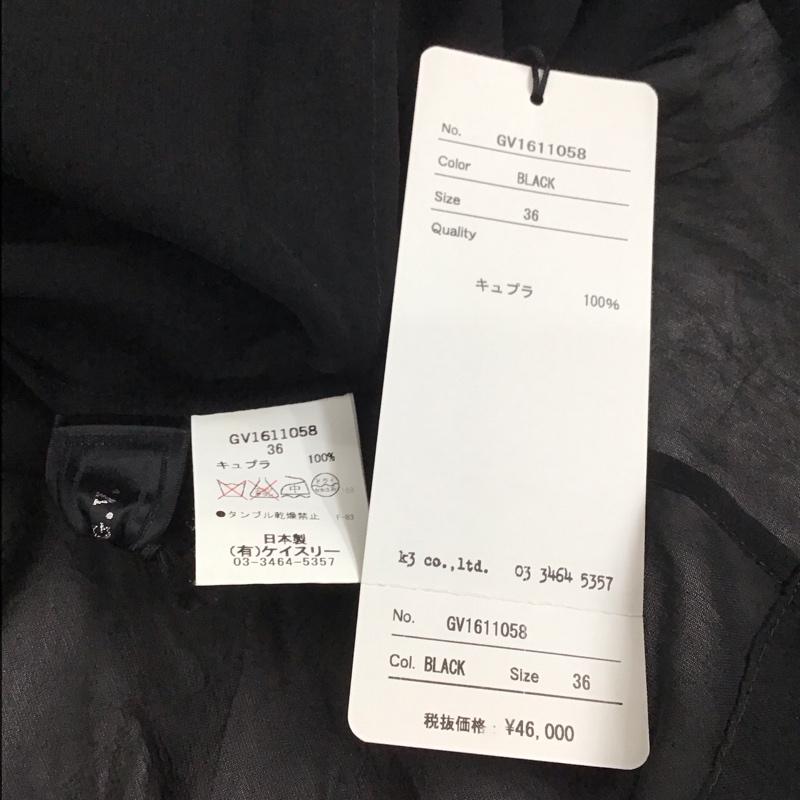 No. GV1611058
Color BLACK
Size 36
Quality
キュプラ 100%
k3 co.,ltd. 03 3464 5357
No. GV1611058
Col. BLACK Size 36
税抜価格 ¥46,000
GV1611058
36
キュプラ 100%
中
●タンブル乾燥禁止 F-83
日本製
(有)ケイスリー
03-3464-5357